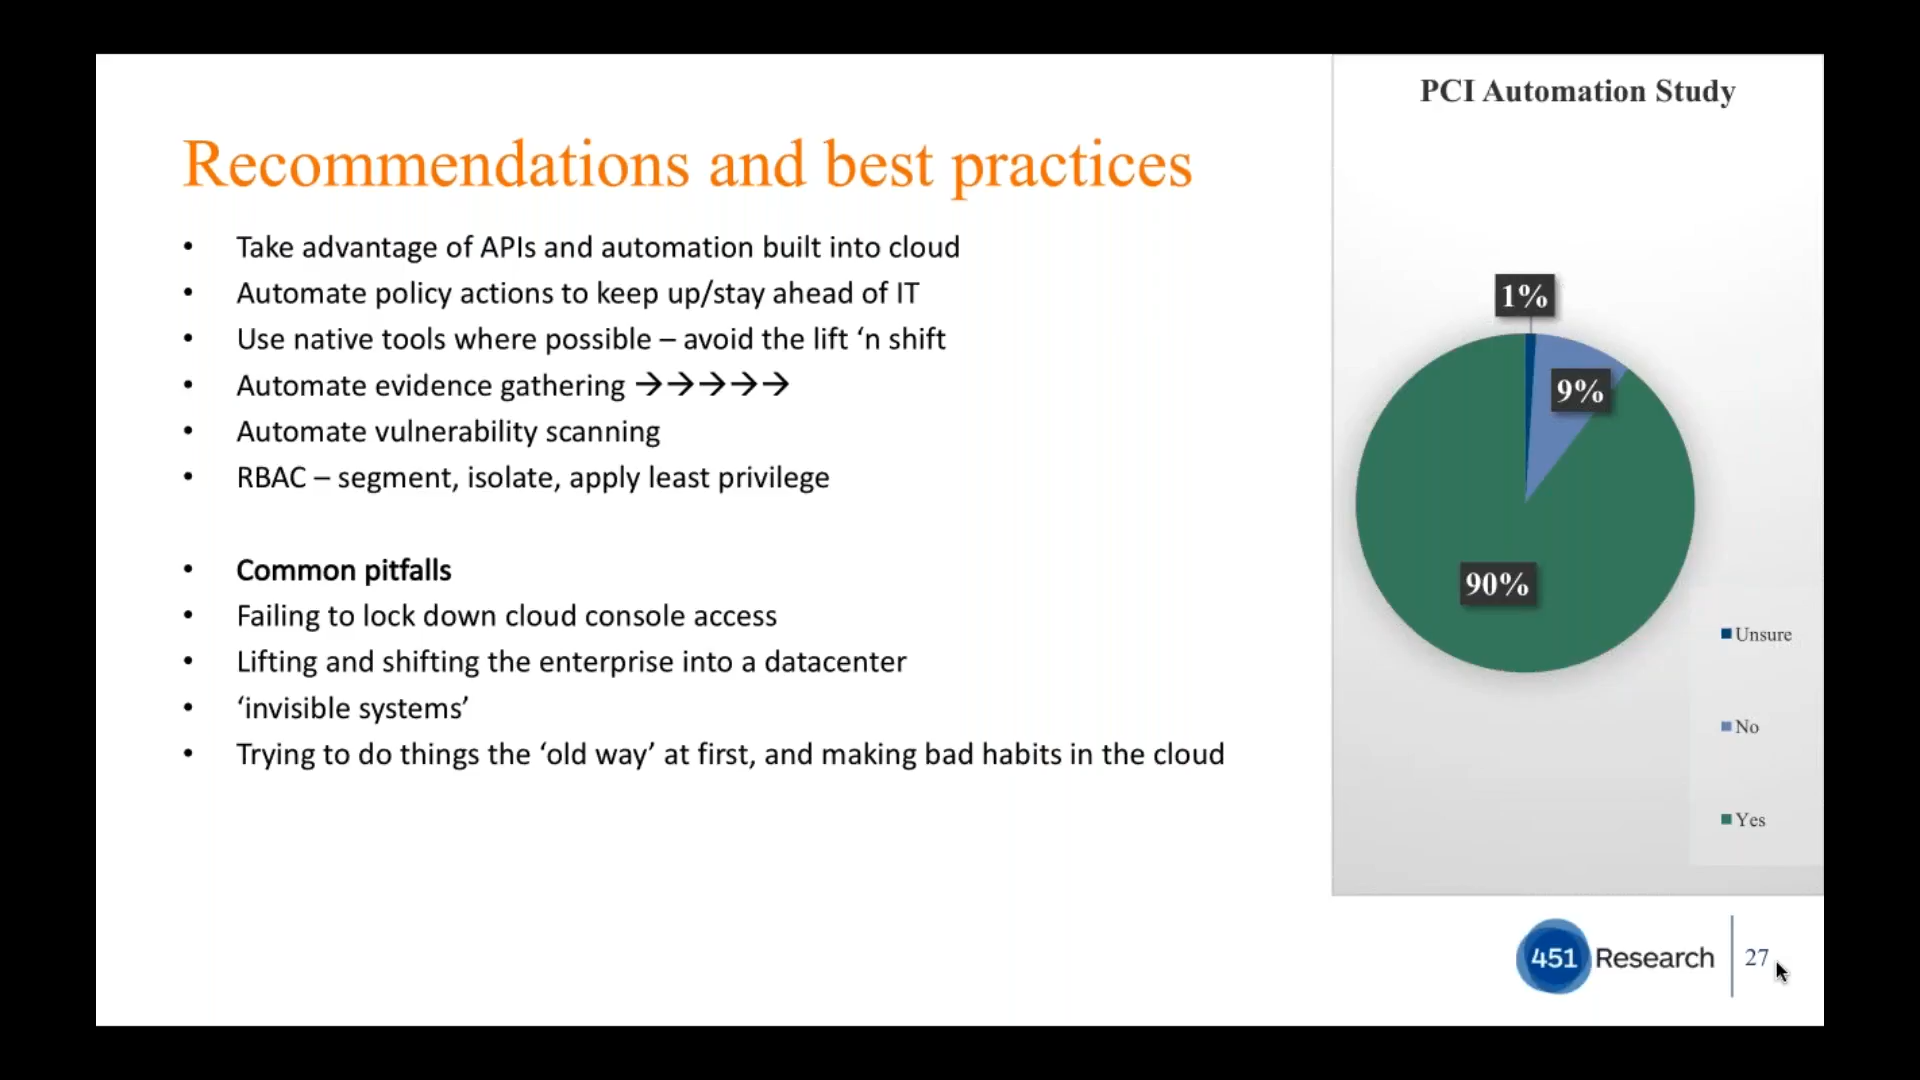 PCI Automation Study
Recommendations and best practices
• Take advantage of APIs and automation built into cloud
• Automate policy actions to keep up/stay ahead of IT
• Use native tools where possible – avoid the lift ‘n shift
• Automate evidence gathering →→→→→
• Automate vulnerability scanning
• RBAC – segment, isolate, apply least privilege
• Common pitfalls
• Failing to lock down cloud console access
• Lifting and shifting the enterprise into a datacenter
• ‘invisible systems’
• Trying to do things the ‘old way’ at first, and making bad habits in the cloud
1%
9%
90%
Unsure
No
Yes
451 Research
27